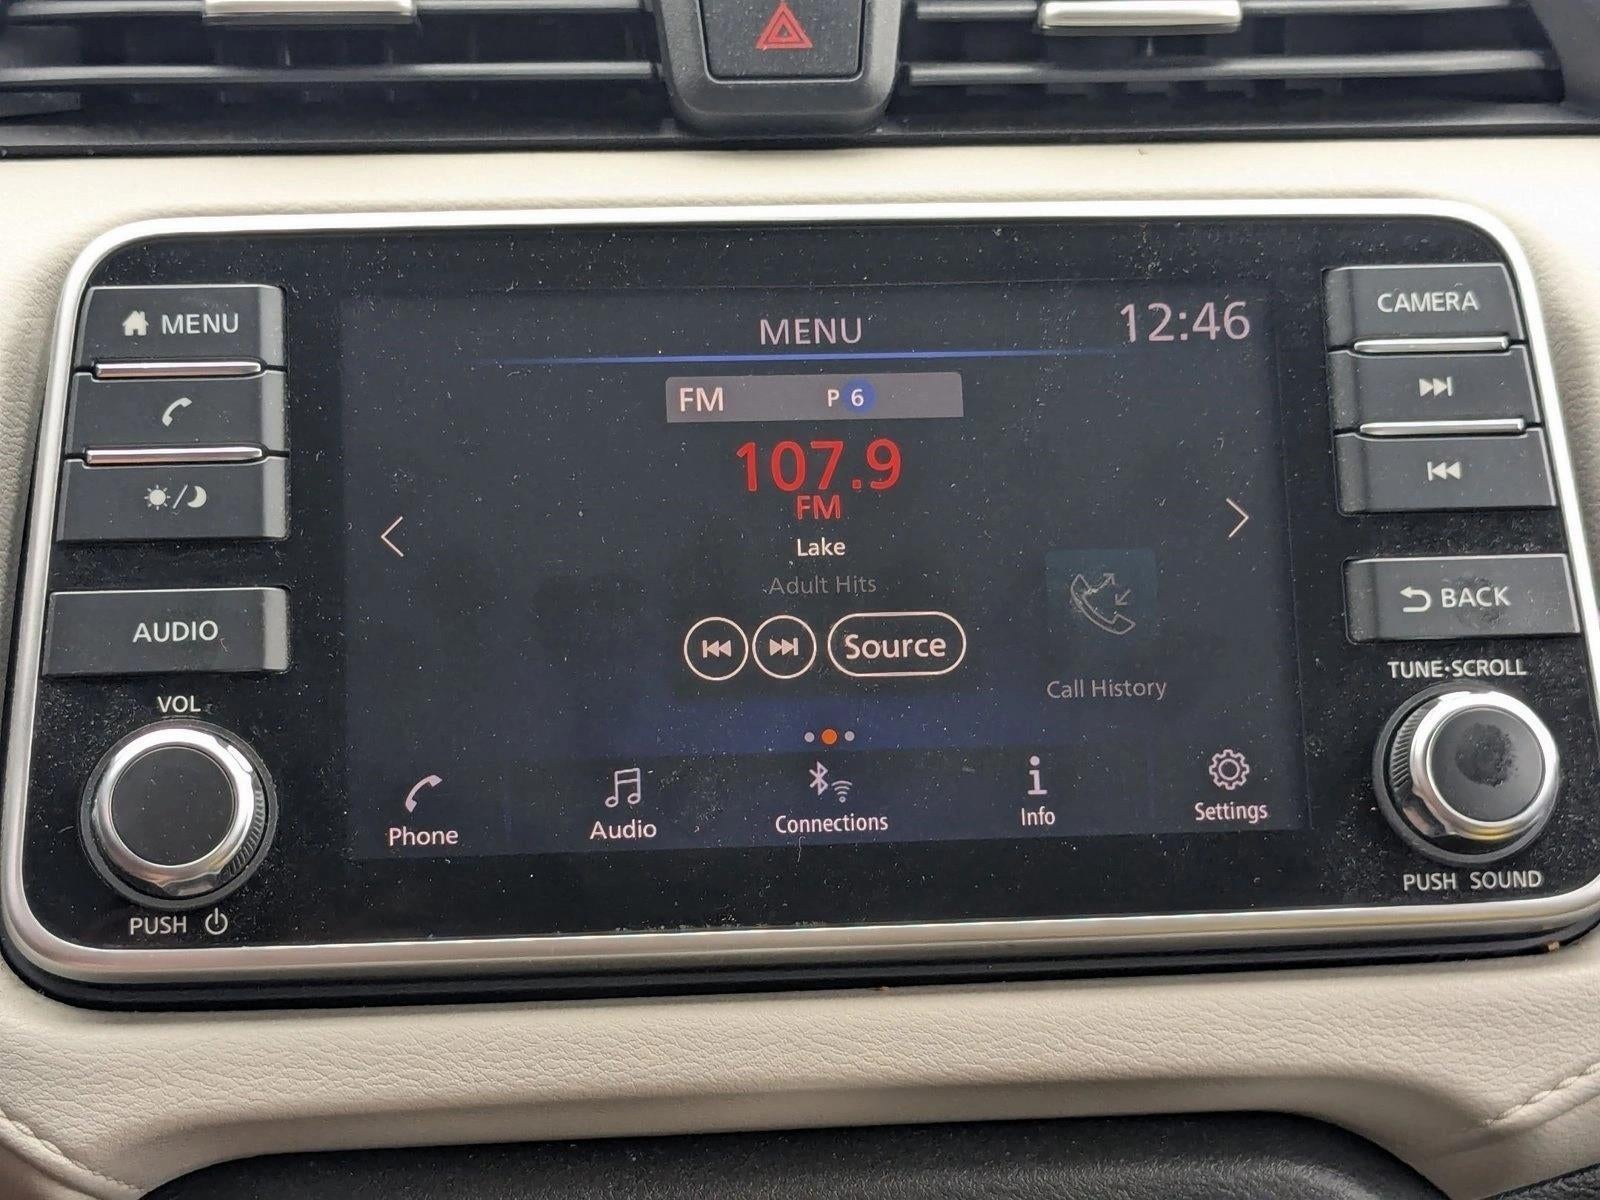 MENU
AUDIO
VOL
PUSH
MENU
12:46
FM P 6
107.9
FM
Lake
Adult Hits
Source
Call History
Phone
Audio
Connections
Info
Settings
CAMERA
BACK
TUNE·SCROLL
PUSH SOUND